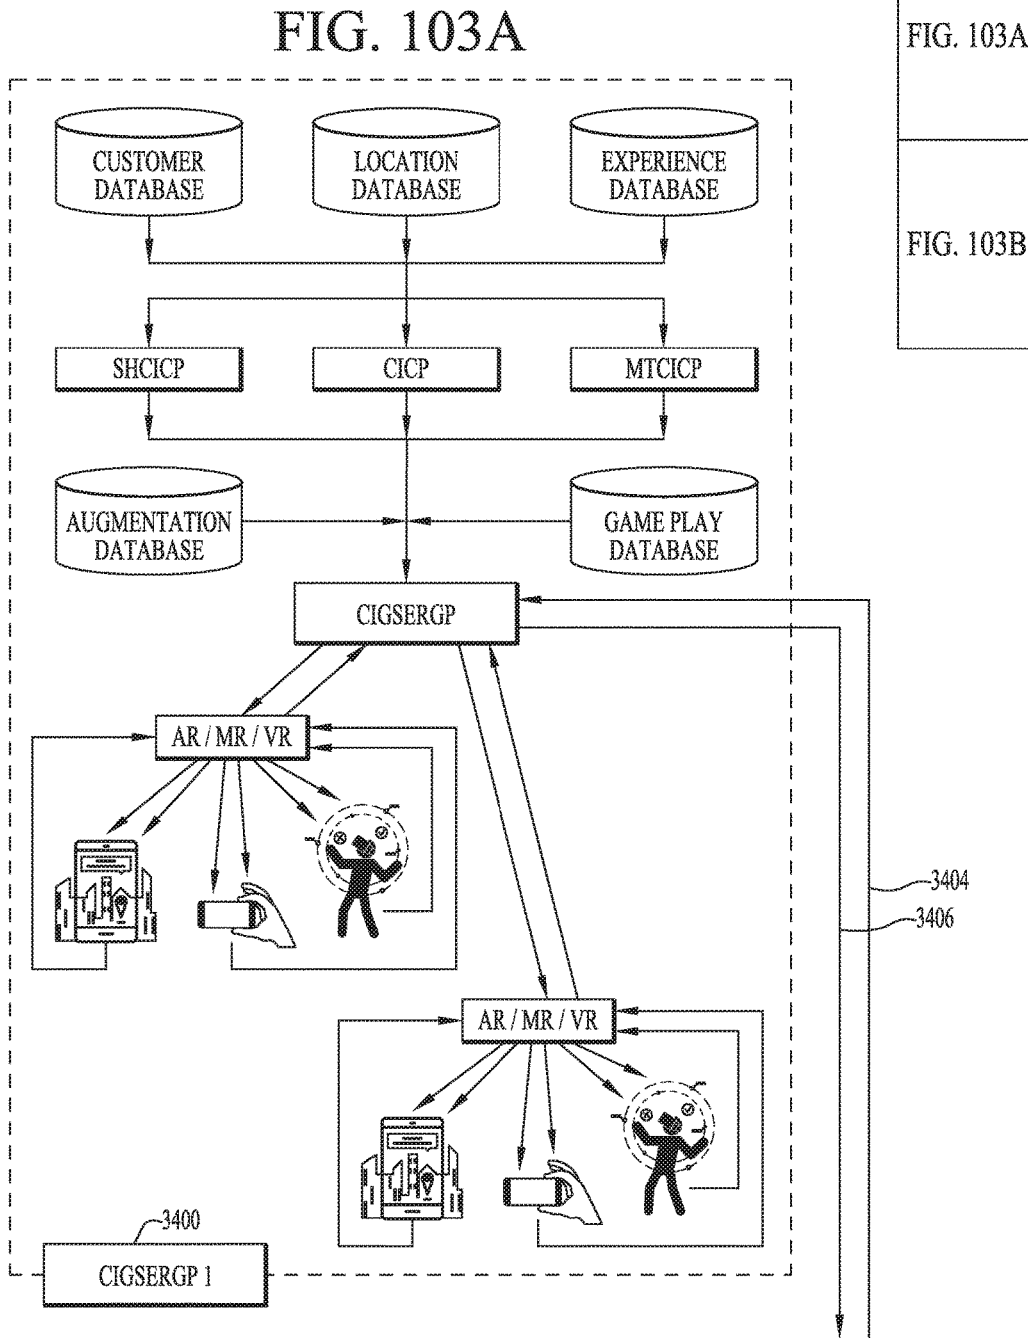 FIG. 103A
FIG. 103A
FIG. 103B
CUSTOMER
DATABASE
LOCATION
DATABASE
EXPERIENCE
DATABASE
SHCICP
CICP
MTCICP
AUGMENTATION
DATABASE
GAME PLAY
DATABASE
CIGSERGP
AR / MR / VR
3404
3406
AR / MR / VR
3400
CIGSERGP 1